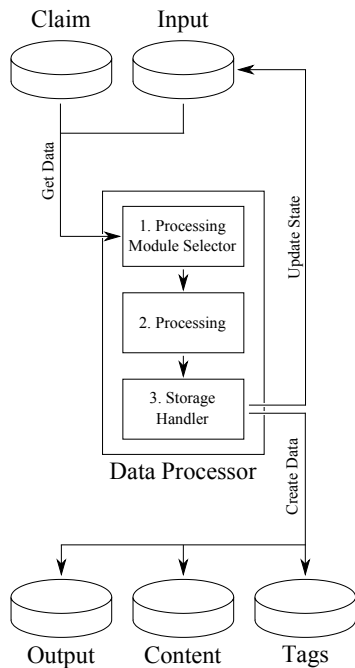 Claim
Input
Get Data
1. Processing
Module Selector
Update State
2. Processing
3. Storage
Handler
Data Processor
Create Data
Output
Content
Tags